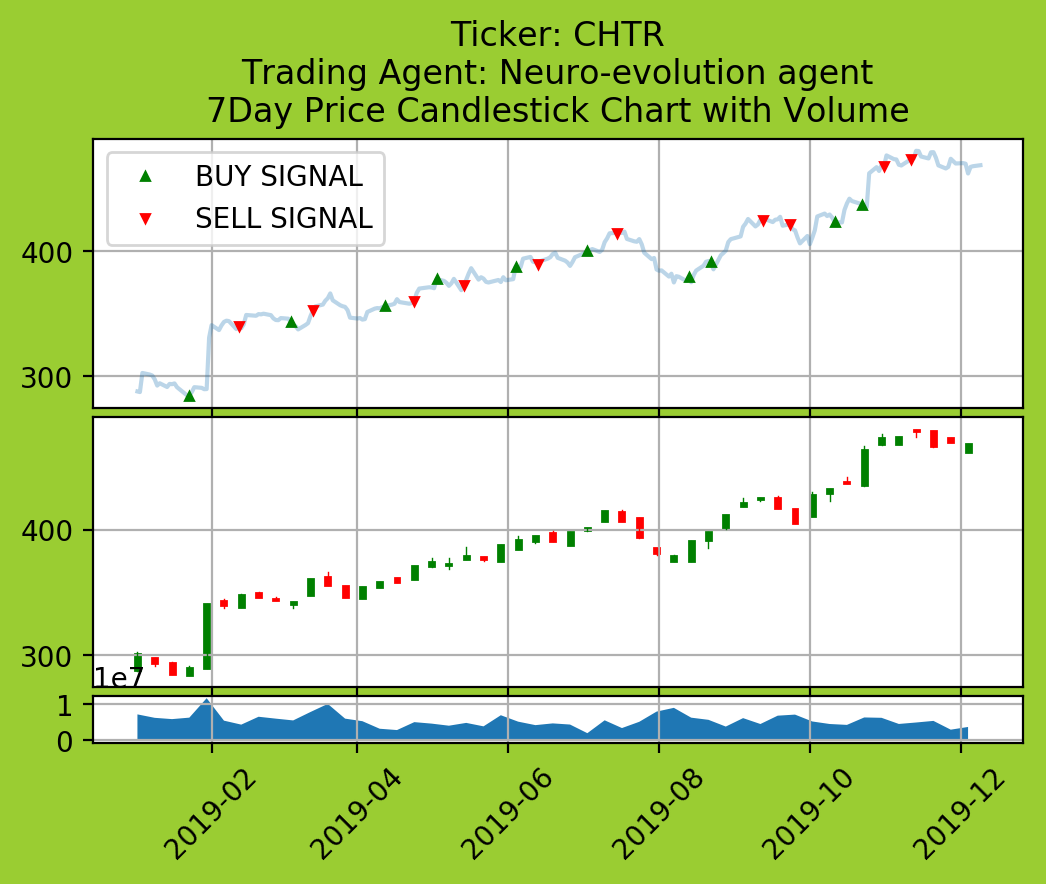 Ticker: CHTR
Trading Agent: Neuro-evolution agent
7Day Price Candlestick Chart with Volume
BUY SIGNAL
SELL SIGNAL
400
300
400
300
1e7
1
0
2019-02
2019-04
2019-06
2019-08
2019-10
2019-12